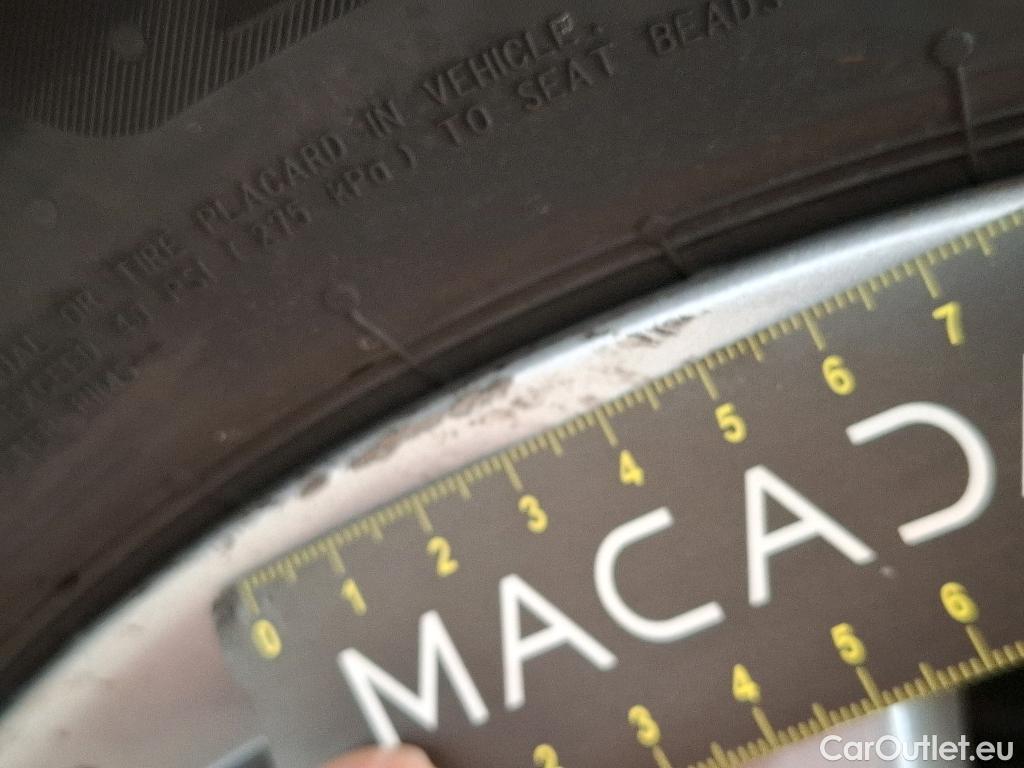 TIRE PLACARD IN VEHICLE.
PSI (275 kPa) TO SEAT BEADS
0 1 2 3 4 5 6 7
MACAD
2 3 4 5 6
CarOutlet.eu